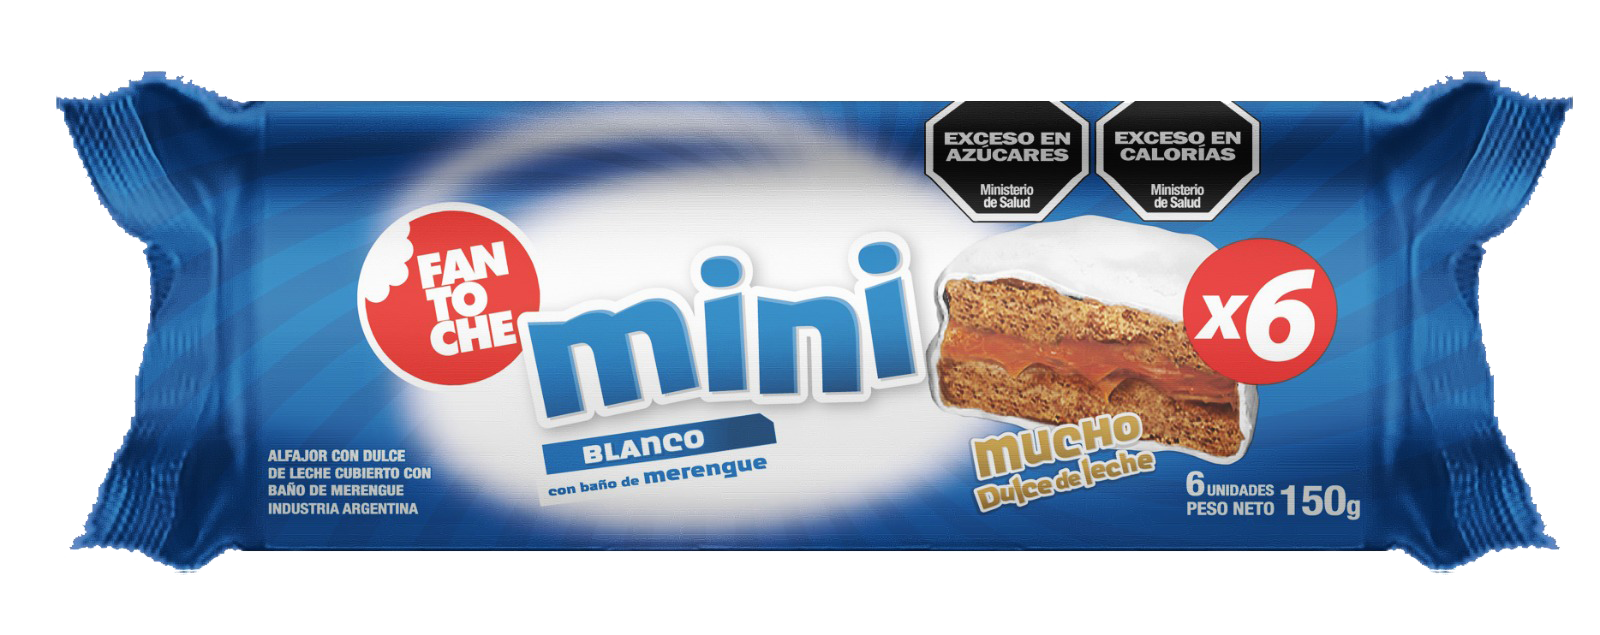 EXCESO EN
AZÚCARES
Ministerio
de Salud
EXCESO EN
CALORÍAS
Ministerio
de Salud
FAN
TO
CHE
mini
x6
BLANCO
con baño de merengue
MUCHO
Dulce de leche
ALFAJOR CON DULCE
DE LECHE CUBIERTO CON
BAÑO DE MERENGUE
INDUSTRIA ARGENTINA
6 UNIDADES
PESO NETO 150g